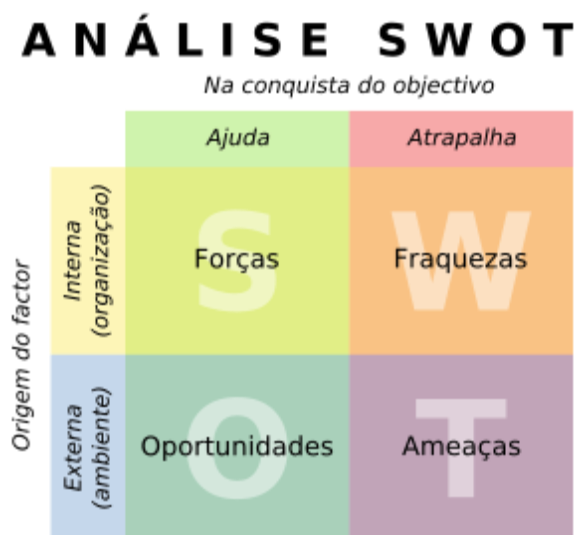 ANÁLISE SWOT
Na conquista do objectivo
Ajuda
Atrapalha
Origem do factor
Interna
(organização)
S
Forças
W
Fraquezas
Externa
(ambiente)
O
Oportunidades
T
Ameaças